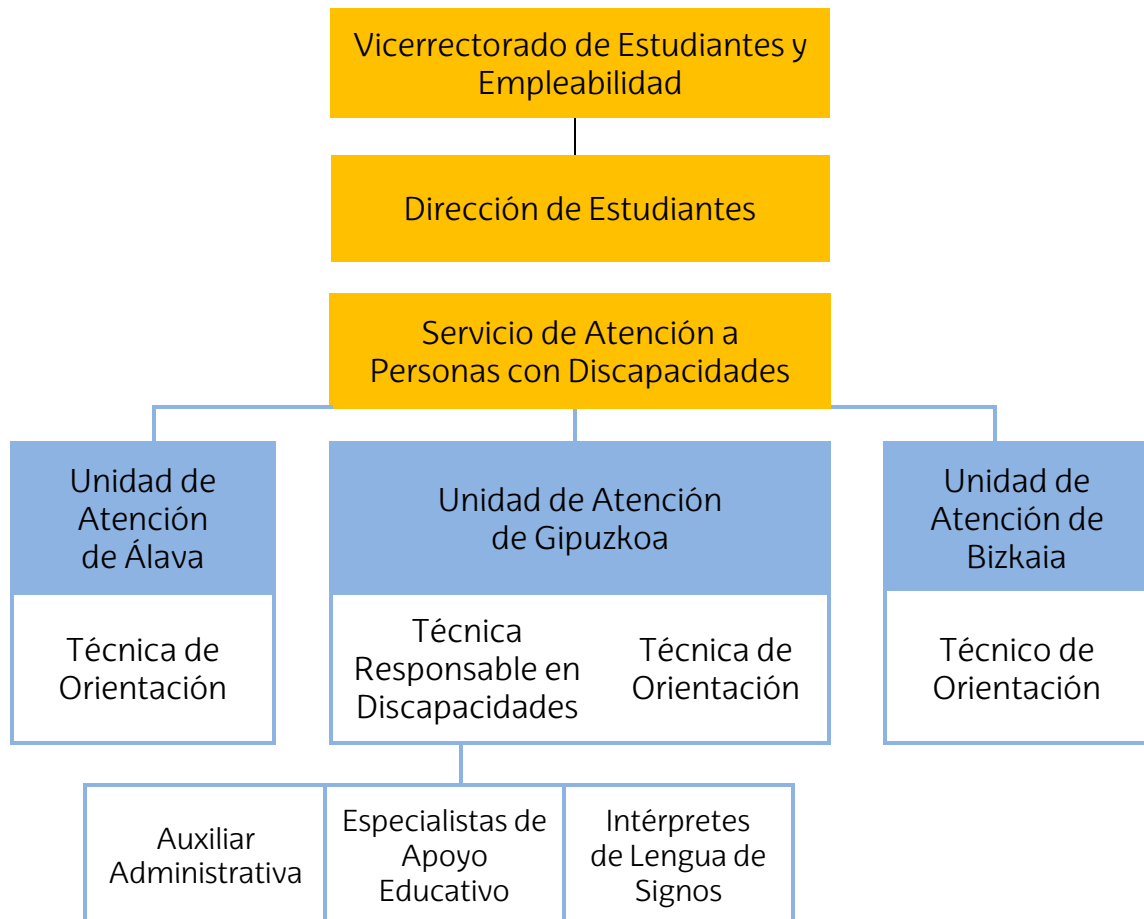 Vicerrectorado de Estudiantes y
Empleabilidad
Dirección de Estudiantes
Servicio de Atención a
Personas con Discapacidades
Unidad de
Atención
de Álava
Unidad de Atención
de Gipuzkoa
Unidad de
Atención de
Bizkaia
Técnica de
Orientación
Técnica
Responsable en
Discapacidades
Técnica de
Orientación
Técnico de
Orientación
Auxiliar
Administrativa
Especialistas de
Apoyo
Educativo
Intérpretes
de Lengua de
Signos